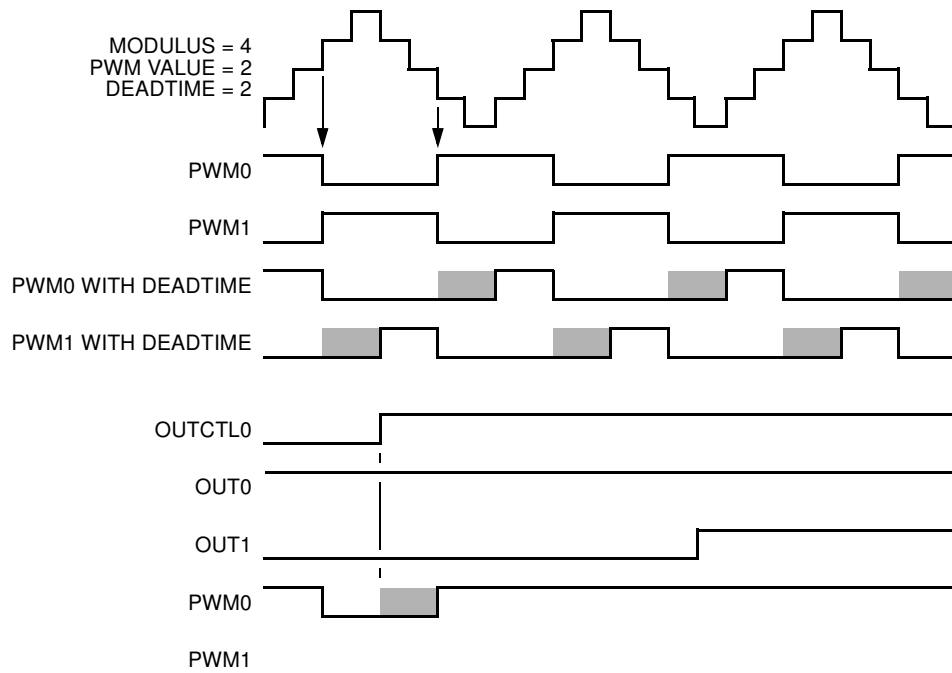 MODULUS = 4
PWM VALUE = 2
DEADTIME = 2
PWM0
PWM1
PWM0 WITH DEADTIME
PWM1 WITH DEADTIME
OUTCTL0
OUT0
OUT1
PWM0
PWM1